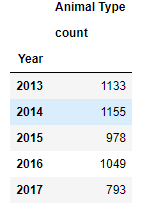 Animal Type
count
Year
2013 1133
2014 1155
2015 978
2016 1049
2017 793